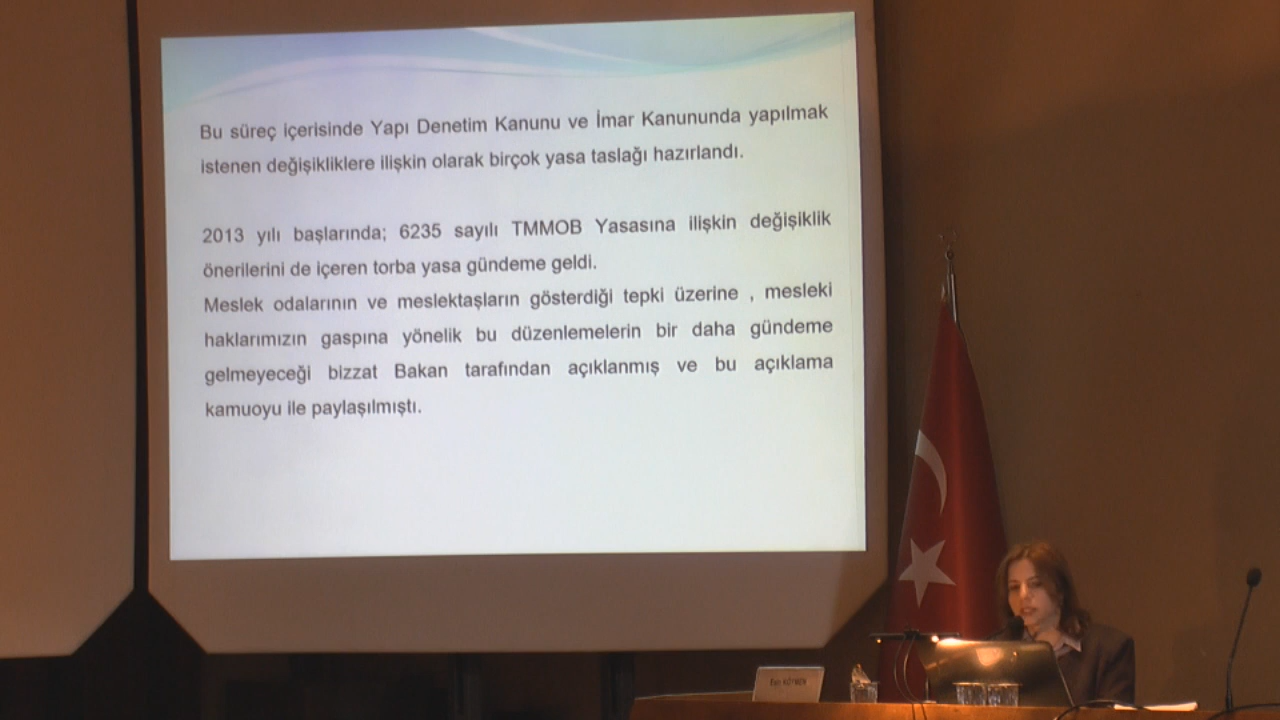 Bu süreç içerisinde Yapı Denetim Kanunu ve İmar Kanununda yapılmak
istenen değişikliklere ilişkin olarak birçok yasa taslağı hazırlandı.
2013 yılı başlarında; 6235 sayılı TMMOB Yasasına ilişkin değişiklik
önerilerini de içeren torba yasa gündeme geldi.
Meslek odalarının ve meslektaşların gösterdiği tepki üzerine , mesleki
haklarımızın gaspına yönelik bu düzenlemelerin bir daha gündeme
gelmeyeceği bizzat Bakan tarafından açıklanmış ve bu açıklama
kamuoyu ile paylaşılmıştı.